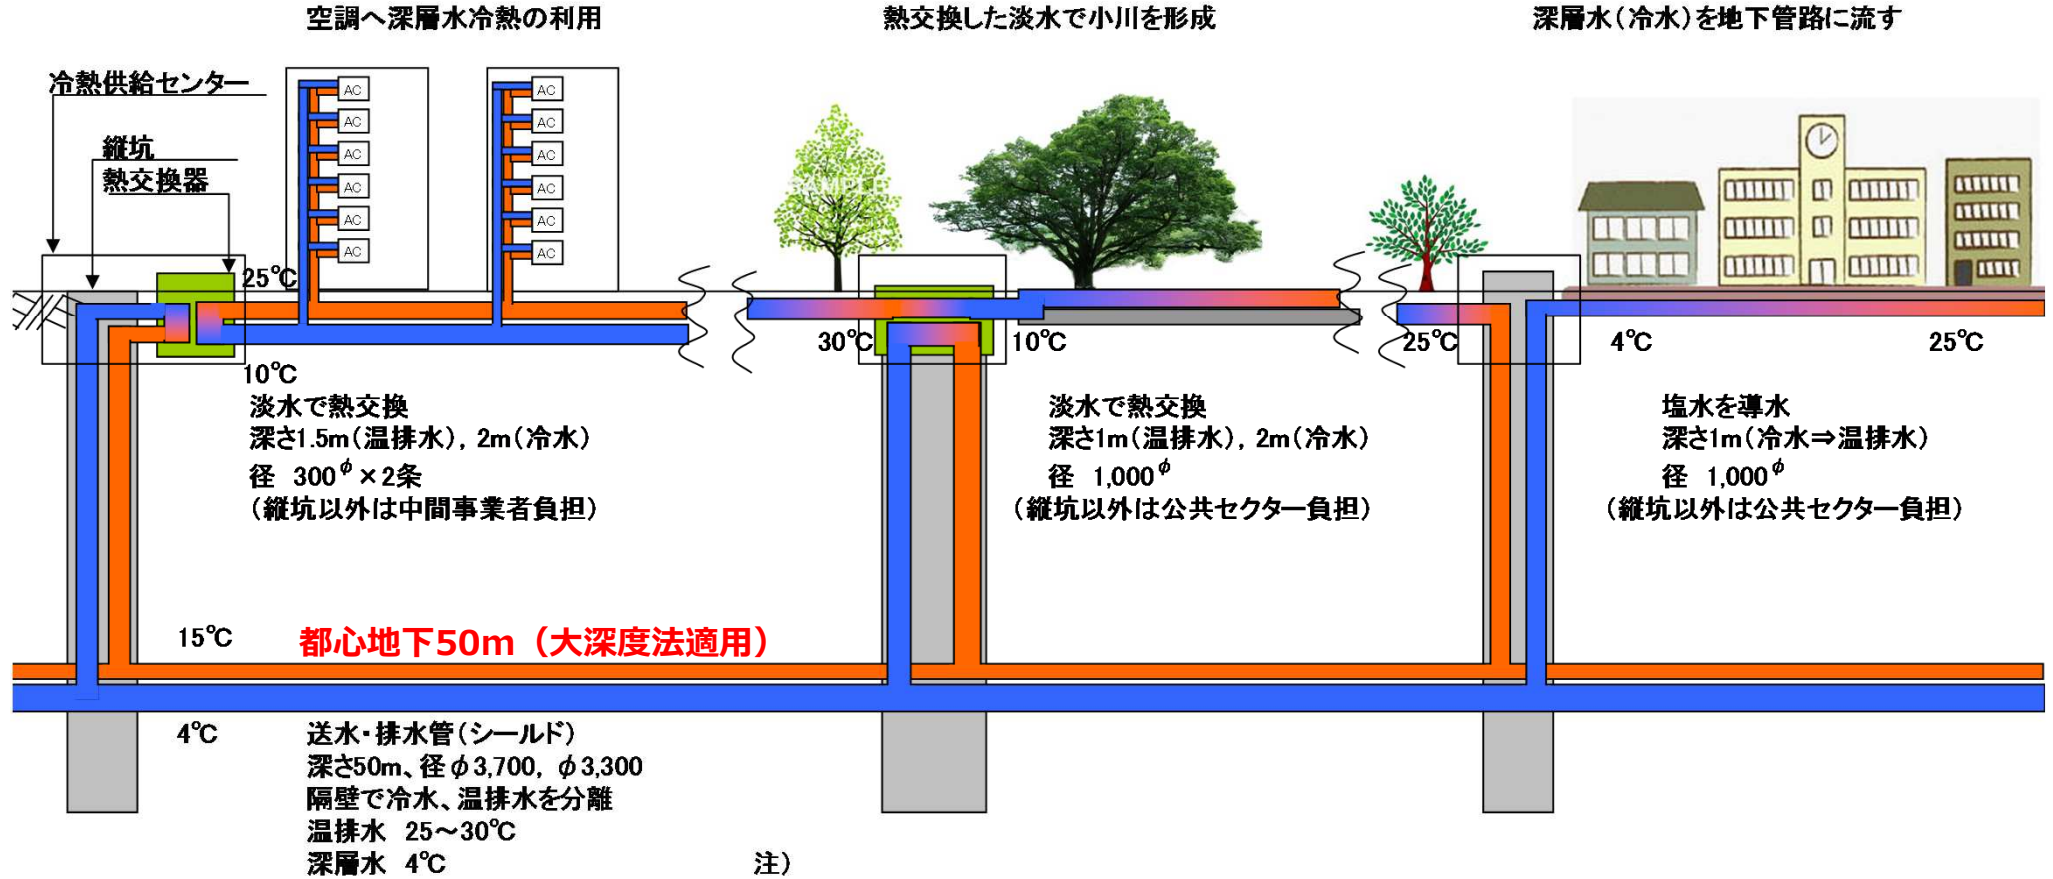 空調へ深層水冷熱の利用
熱交換した淡水で小川を形成
深層水（冷水）を地下管路に流す
冷熱供給センター
縦坑
熱交換器
AC
AC
AC
AC
AC
AC
AC
AC
AC
AC
AC
AC
SAMPLE
25℃
10℃
30℃
10℃
25℃
4℃
25℃
淡水で熱交換
深さ1.5m（温排水），2m（冷水）
径 300φ×2条
（縦坑以外は中間事業者負担）
淡水で熱交換
深さ1m（温排水），2m（冷水）
径 1,000φ
（縦坑以外は公共セクター負担）
塩水を導水
深さ1m（冷水⇒温排水）
径 1,000φ
（縦坑以外は公共セクター負担）
15℃
都心地下50m（大深度法適用）
4℃
送水・排水管（シールド）
深さ50m、径φ3,700，φ3,300
隔壁で冷水、温排水を分離
温排水 25～30℃
深層水 4℃
注）